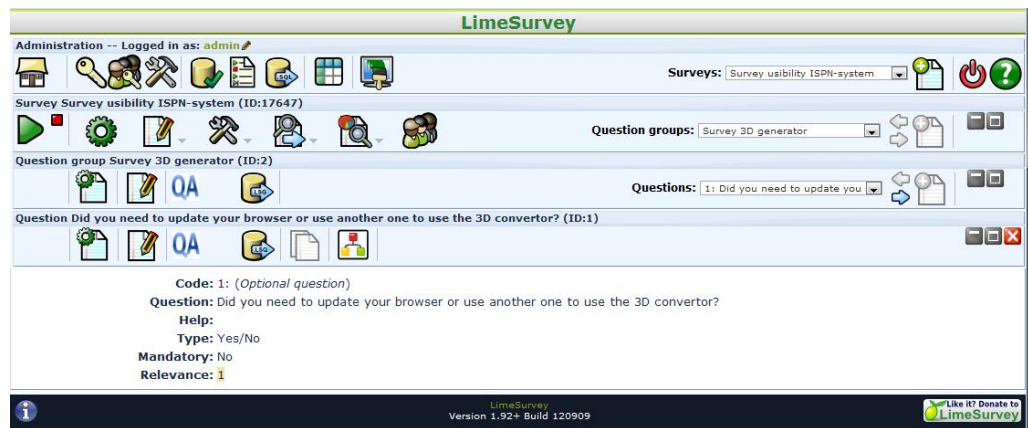 LimeSurvey
Administration -- Logged in as: admin
SQL
Surveys: Survey usibility ISPN-system
Survey Survey usibility ISPN-system (ID:17647)
Question groups: Survey 3D generator
Question group Survey 3D generator (ID:2)
QA
LSG
Questions: 1: Did you need to update you
Question Did you need to update your browser or use another one to use the 3D convertor? (ID:1)
QA
LSQ
Code: 1: (Optional question)
Question: Did you need to update your browser or use another one to use the 3D convertor?
Help:
Type: Yes/No
Mandatory: No
Relevance: 1
LimeSurvey
Version 1.92+ Build 120909
Like it? Donate to
LimeSurvey